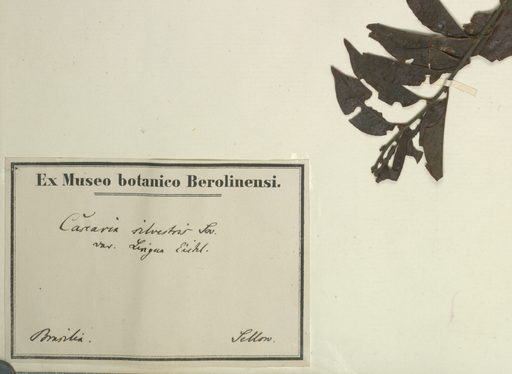 Ex Museo botanico Berolinensi.
Casearia silvestris Sw.
var. Lingua Eichl.
Brasilia. Sellow.